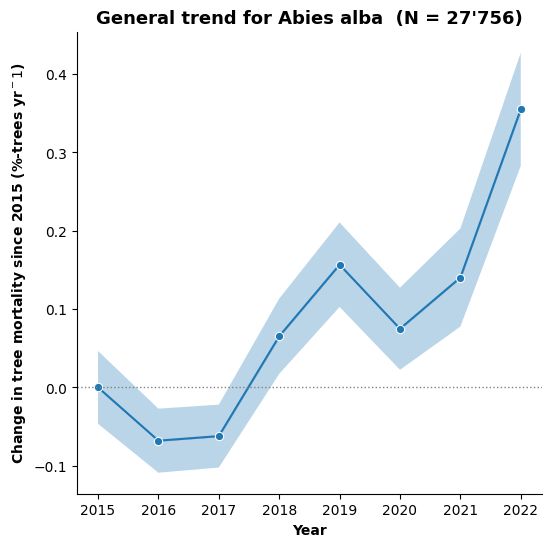 General trend for Abies alba  (N = 27'756)
Change in tree mortality since 2015 (%-trees yr⁻1)
0.4
0.3
0.2
0.1
0.0
−0.1
2015 2016 2017 2018 2019 2020 2021 2022
Year